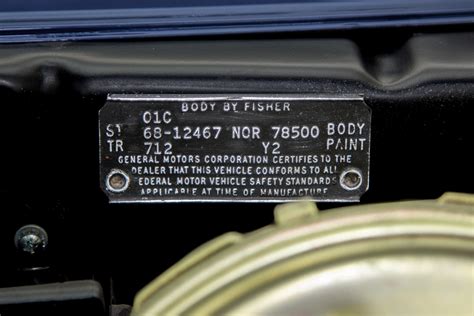 BODY BY FISHER
01C
ST 68-12467 NOR 78500 BODY
TR 712 Y2 PAINT
GENERAL MOTORS CORPORATION CERTIFIES TO THE
DEALER THAT THIS VEHICLE CONFORMS TO ALL
FEDERAL MOTOR VEHICLE SAFETY STANDARDS
APPLICABLE AT TIME OF MANUFACTURE